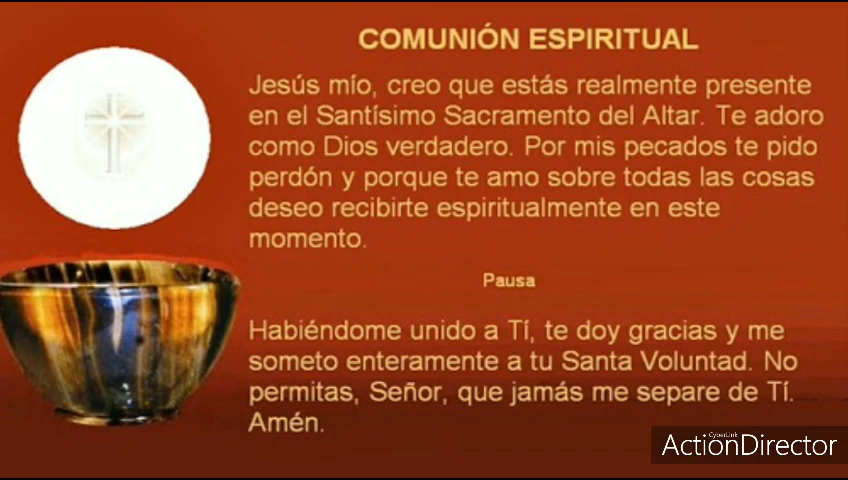 COMUNIÓN ESPIRITUAL
Jesús mío, creo que estás realmente presente
en el Santísimo Sacramento del Altar. Te adoro
como Dios verdadero. Por mis pecados te pido
perdón y porque te amo sobre todas las cosas
deseo recibirte espiritualmente en este
momento.
Pausa
Habiéndome unido a Tí, te doy gracias y me
someto enteramente a tu Santa Voluntad. No
permitas, Señor, que jamás me separe de Tí.
Amén.
CyberLink
ActionDirector